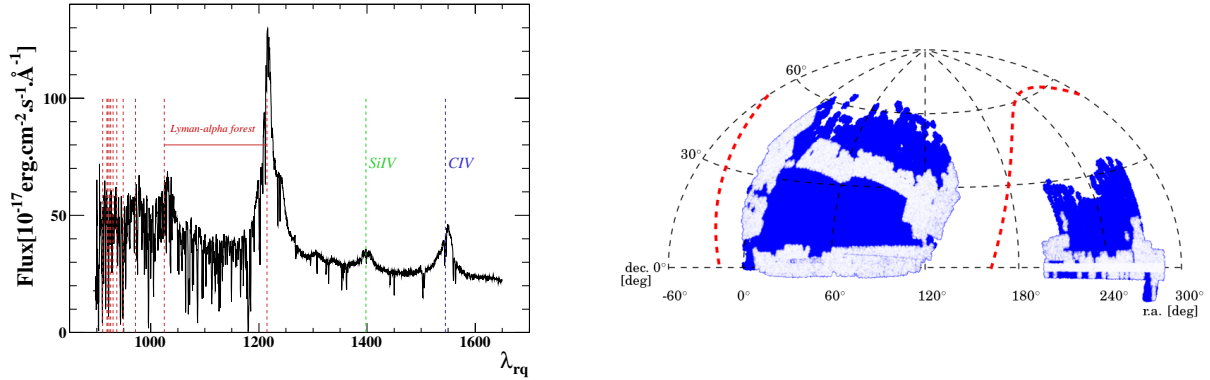 Flux[10⁻¹⁷erg.cm⁻².s⁻¹.Å⁻¹]
100
50
0
Lyman-alpha forest
SiIV
CIV
1000
1200
1400
1600
λrq
60°
30°
dec. 0°
[deg]
-60°
0°
60°
120°
180°
240°
300°
r.a. [deg]